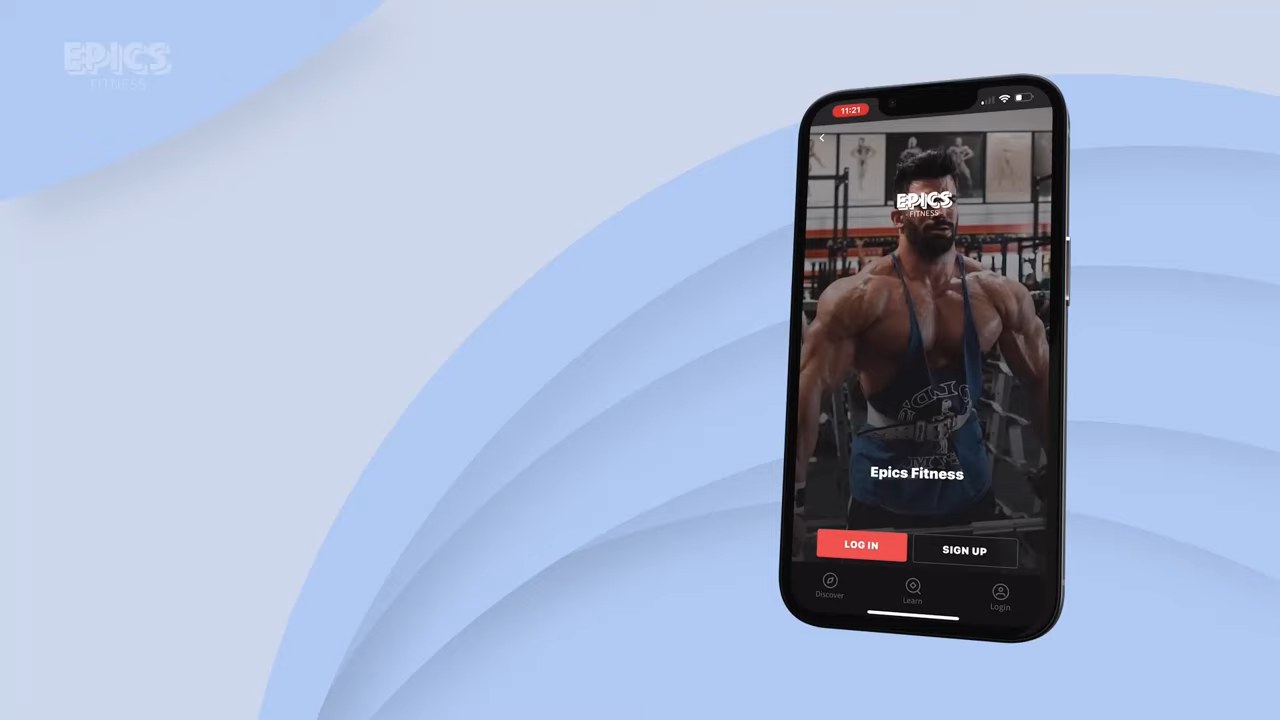 EPICS
FITNESS
11:21
EPICS
FITNESS
Epics Fitness
LOG IN
SIGN UP
Discover
Learn
Login